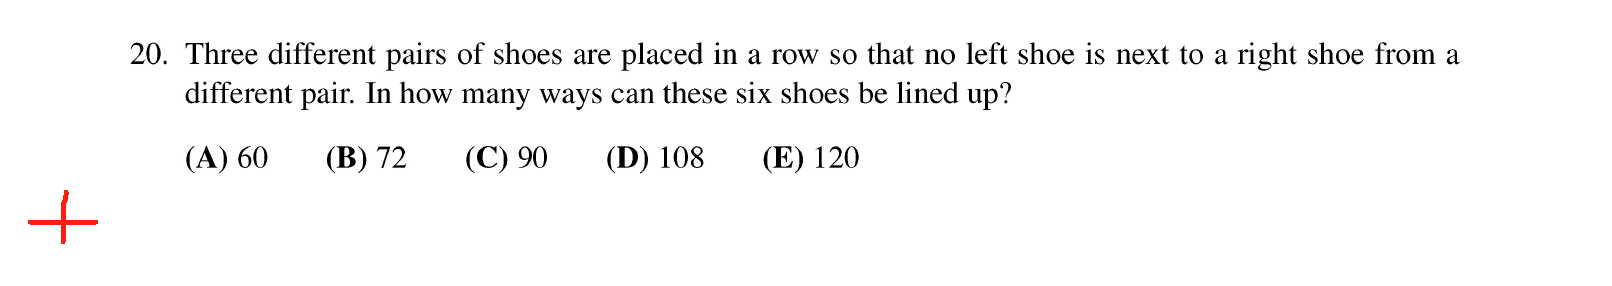 20. Three different pairs of shoes are placed in a row so that no left shoe is next to a right shoe from a
different pair. In how many ways can these six shoes be lined up?
(A) 60 (B) 72 (C) 90 (D) 108 (E) 120